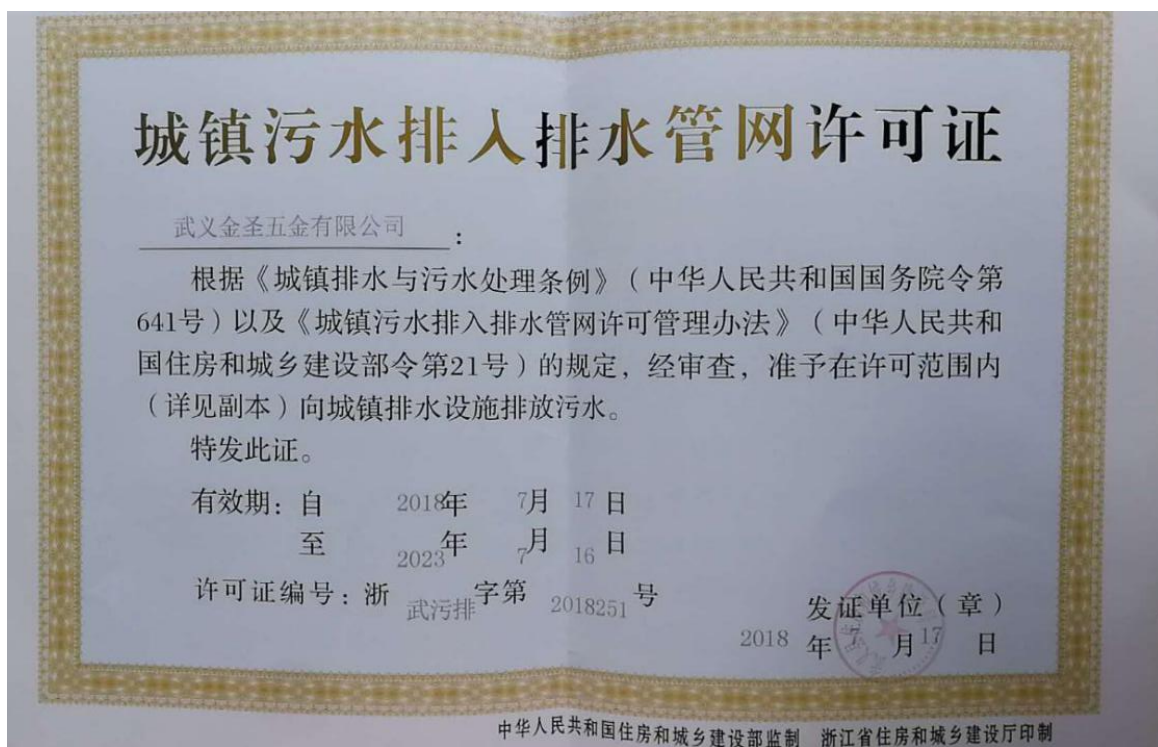 城镇污水排入排水管网许可证
武义金圣五金有限公司：
根据《城镇排水与污水处理条例》（中华人民共和国国务院令第
641号）以及《城镇污水排入排水管网许可管理办法》（中华人民共和
国住房和城乡建设部令第21号）的规定，经审查，准予在许可范围内
（详见副本）向城镇排水设施排放污水。
特发此证。
有效期：自 2018年 7月 17日
至 2023年 7月 16日
许可证编号：浙 武污排 字第 2018251 号
发证单位（章）
2018 年 7 月 17 日
中华人民共和国住房和城乡建设部监制 浙江省住房和城乡建设厅印制